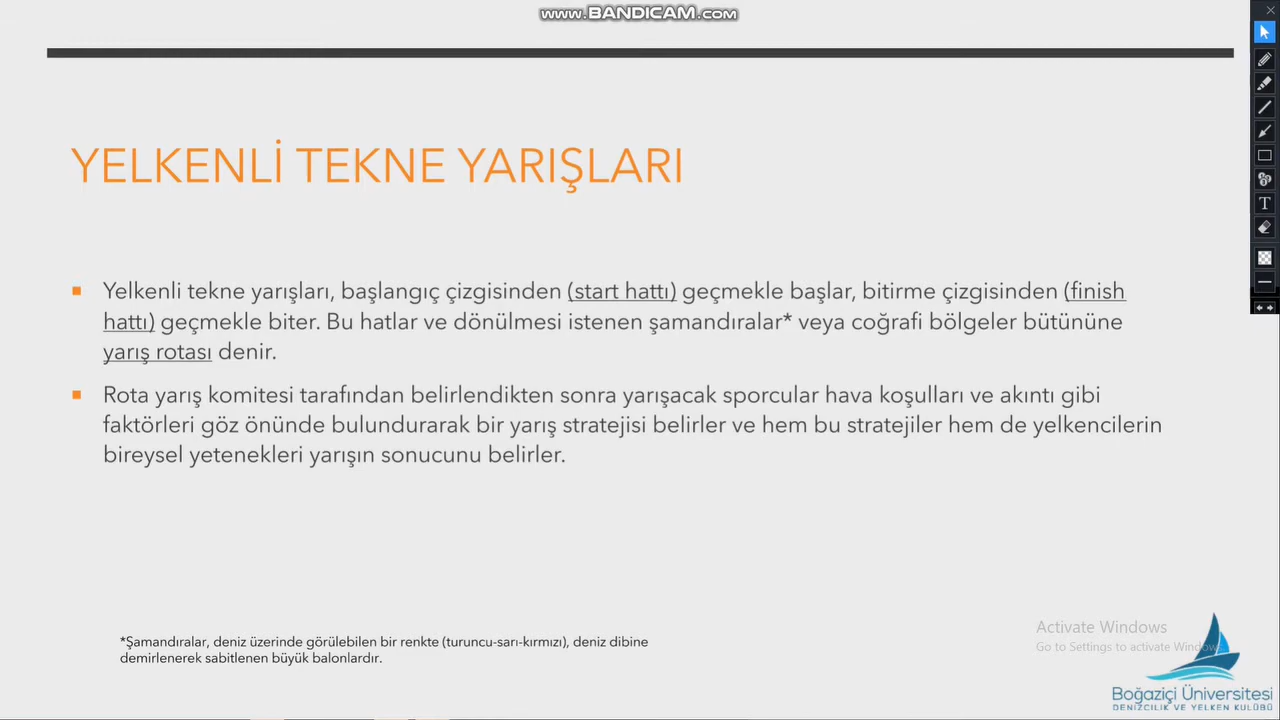 www.BANDICAM.com
YELKENLİ TEKNE YARIŞLARI
Yelkenli tekne yarışları, başlangıç çizgisinden (start hattı) geçmekle başlar, bitirme çizgisinden (finish
hattı) geçmekle biter. Bu hatlar ve dönülmesi istenen şamandıralar* veya coğrafi bölgeler bütününe
yarış rotası denir.
Rota yarış komitesi tarafından belirlendikten sonra yarışacak sporcular hava koşulları ve akıntı gibi
faktörleri göz önünde bulundurarak bir yarış stratejisi belirler ve hem bu stratejiler hem de yelkencilerin
bireysel yetenekleri yarışın sonucunu belirler.
*Şamandıralar, deniz üzerinde görülebilen bir renkte (turuncu-sarı-kırmızı), deniz dibine
demirlenerek sabitlenen büyük balonlardır.
Activate Windows
Go to Settings to activate Windows.
Boğaziçi Üniversitesi
DENİZCİLİK VE YELKEN KULÜBÜ
T